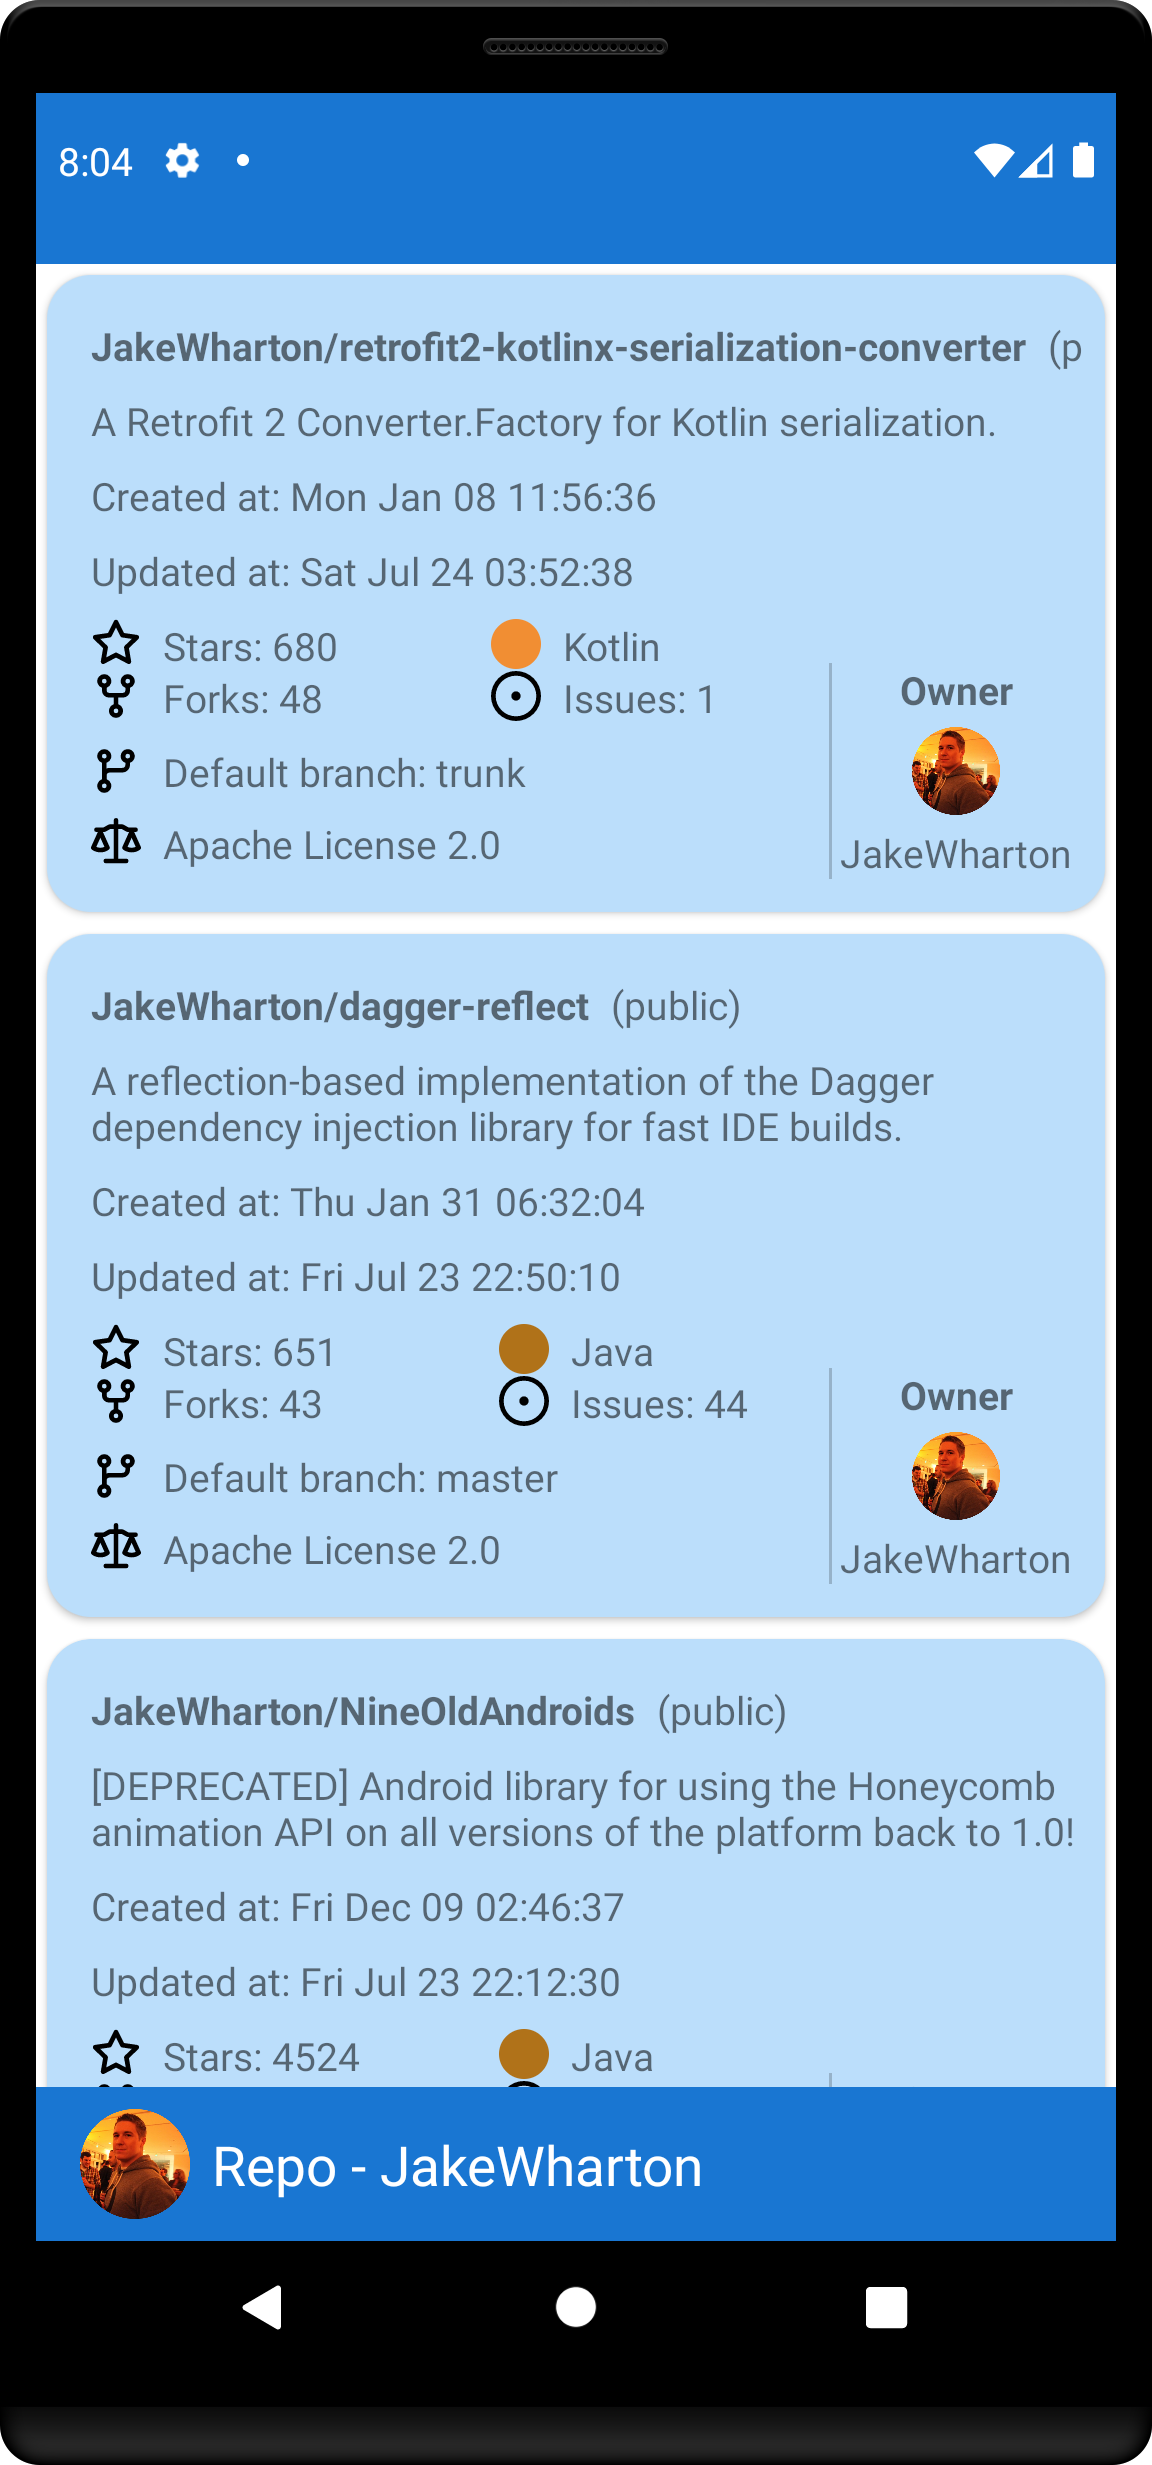 8:04
JakeWharton/retrofit2-kotlinx-serialization-converter (p
A Retrofit 2 Converter.Factory for Kotlin serialization.
Created at: Mon Jan 08 11:56:36
Updated at: Sat Jul 24 03:52:38
Stars: 680 Kotlin
Forks: 48 Issues: 1
Owner
Default branch: trunk
Apache License 2.0
JakeWharton
JakeWharton/dagger-reflect (public)
A reflection-based implementation of the Dagger
dependency injection library for fast IDE builds.
Created at: Thu Jan 31 06:32:04
Updated at: Fri Jul 23 22:50:10
Stars: 651 Java
Forks: 43 Issues: 44
Owner
Default branch: master
Apache License 2.0
JakeWharton
JakeWharton/NineOldAndroids (public)
[DEPRECATED] Android library for using the Honeycomb
animation API on all versions of the platform back to 1.0!
Created at: Fri Dec 09 02:46:37
Updated at: Fri Jul 23 22:12:30
Stars: 4524 Java
Repo - JakeWharton